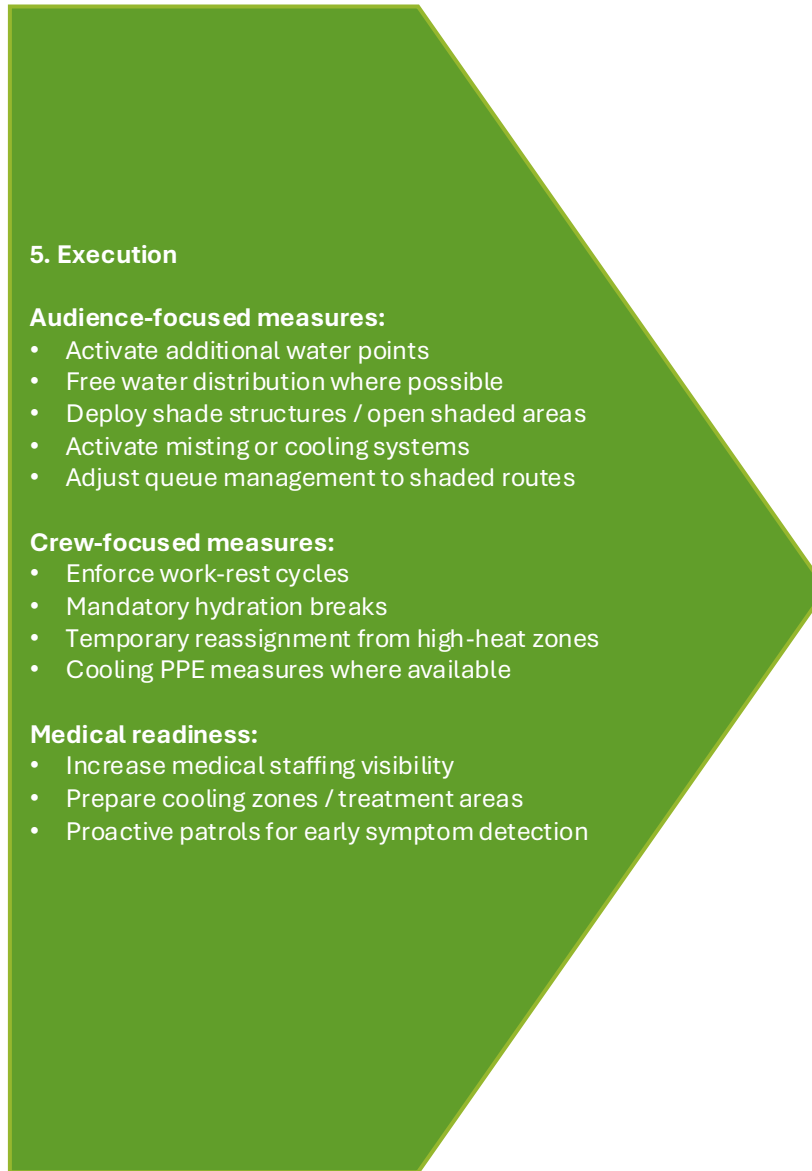 5. Execution
Audience-focused measures:
• Activate additional water points
• Free water distribution where possible
• Deploy shade structures / open shaded areas
• Activate misting or cooling systems
• Adjust queue management to shaded routes
Crew-focused measures:
• Enforce work-rest cycles
• Mandatory hydration breaks
• Temporary reassignment from high-heat zones
• Cooling PPE measures where available
Medical readiness:
• Increase medical staffing visibility
• Prepare cooling zones / treatment areas
• Proactive patrols for early symptom detection